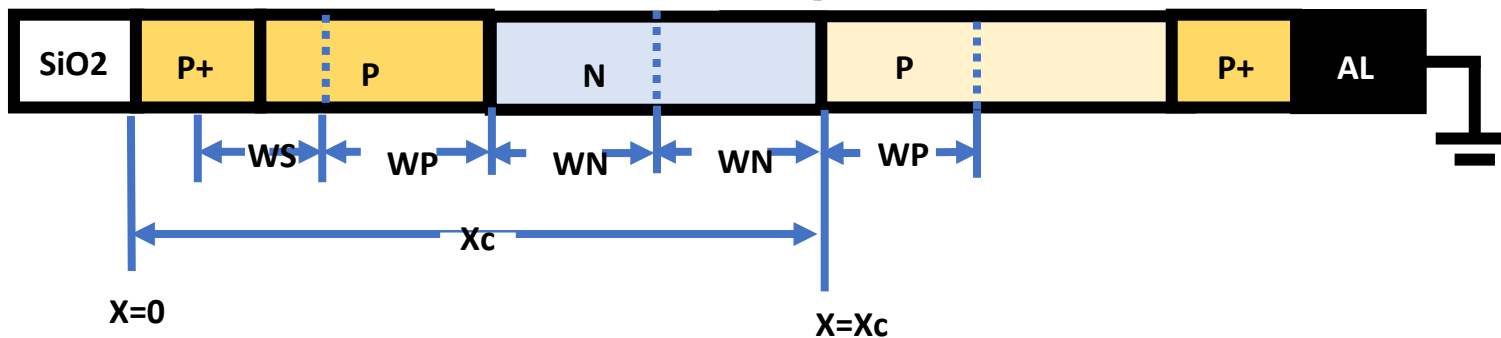 SiO2 P+ P N P P+ AL
WS WP WN WN WP
Xc
X=0 X=Xc